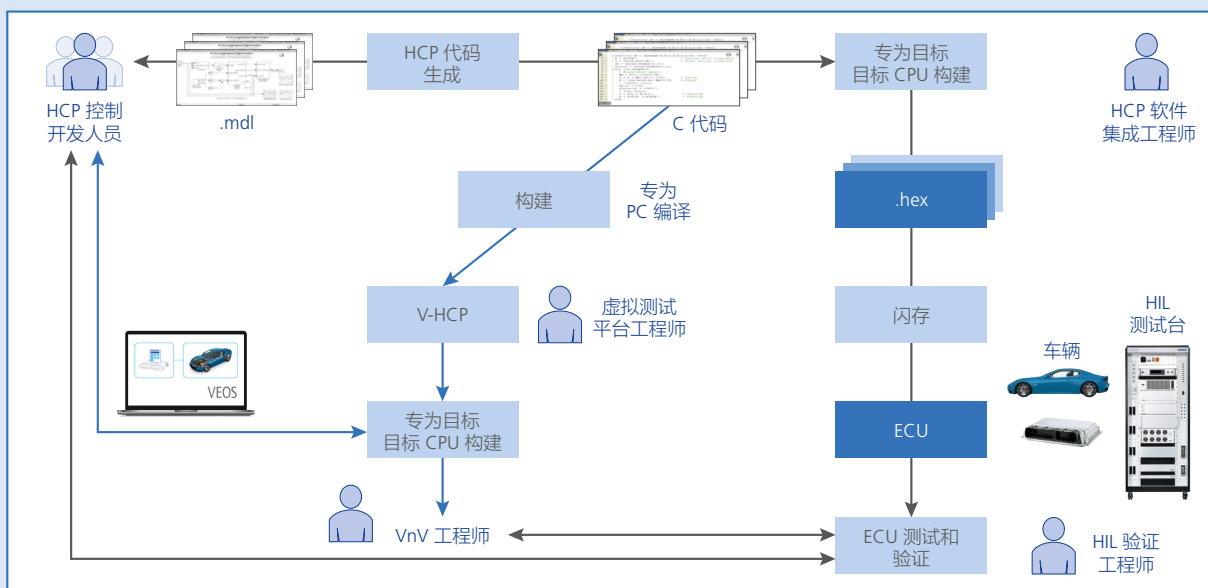 HCP 代码
生成
专为目标
目标 CPU 构建
HCP 控制
开发人员
.mdl
C 代码
HCP 软件
集成工程师
构建
专为
PC 编译
.hex
V-HCP
虚拟测试
平台工程师
闪存
HIL
测试台
车辆
VEOS
专为目标
目标 CPU 构建
ECU
VnV 工程师
ECU 测试和
验证
HIL 验证
工程师